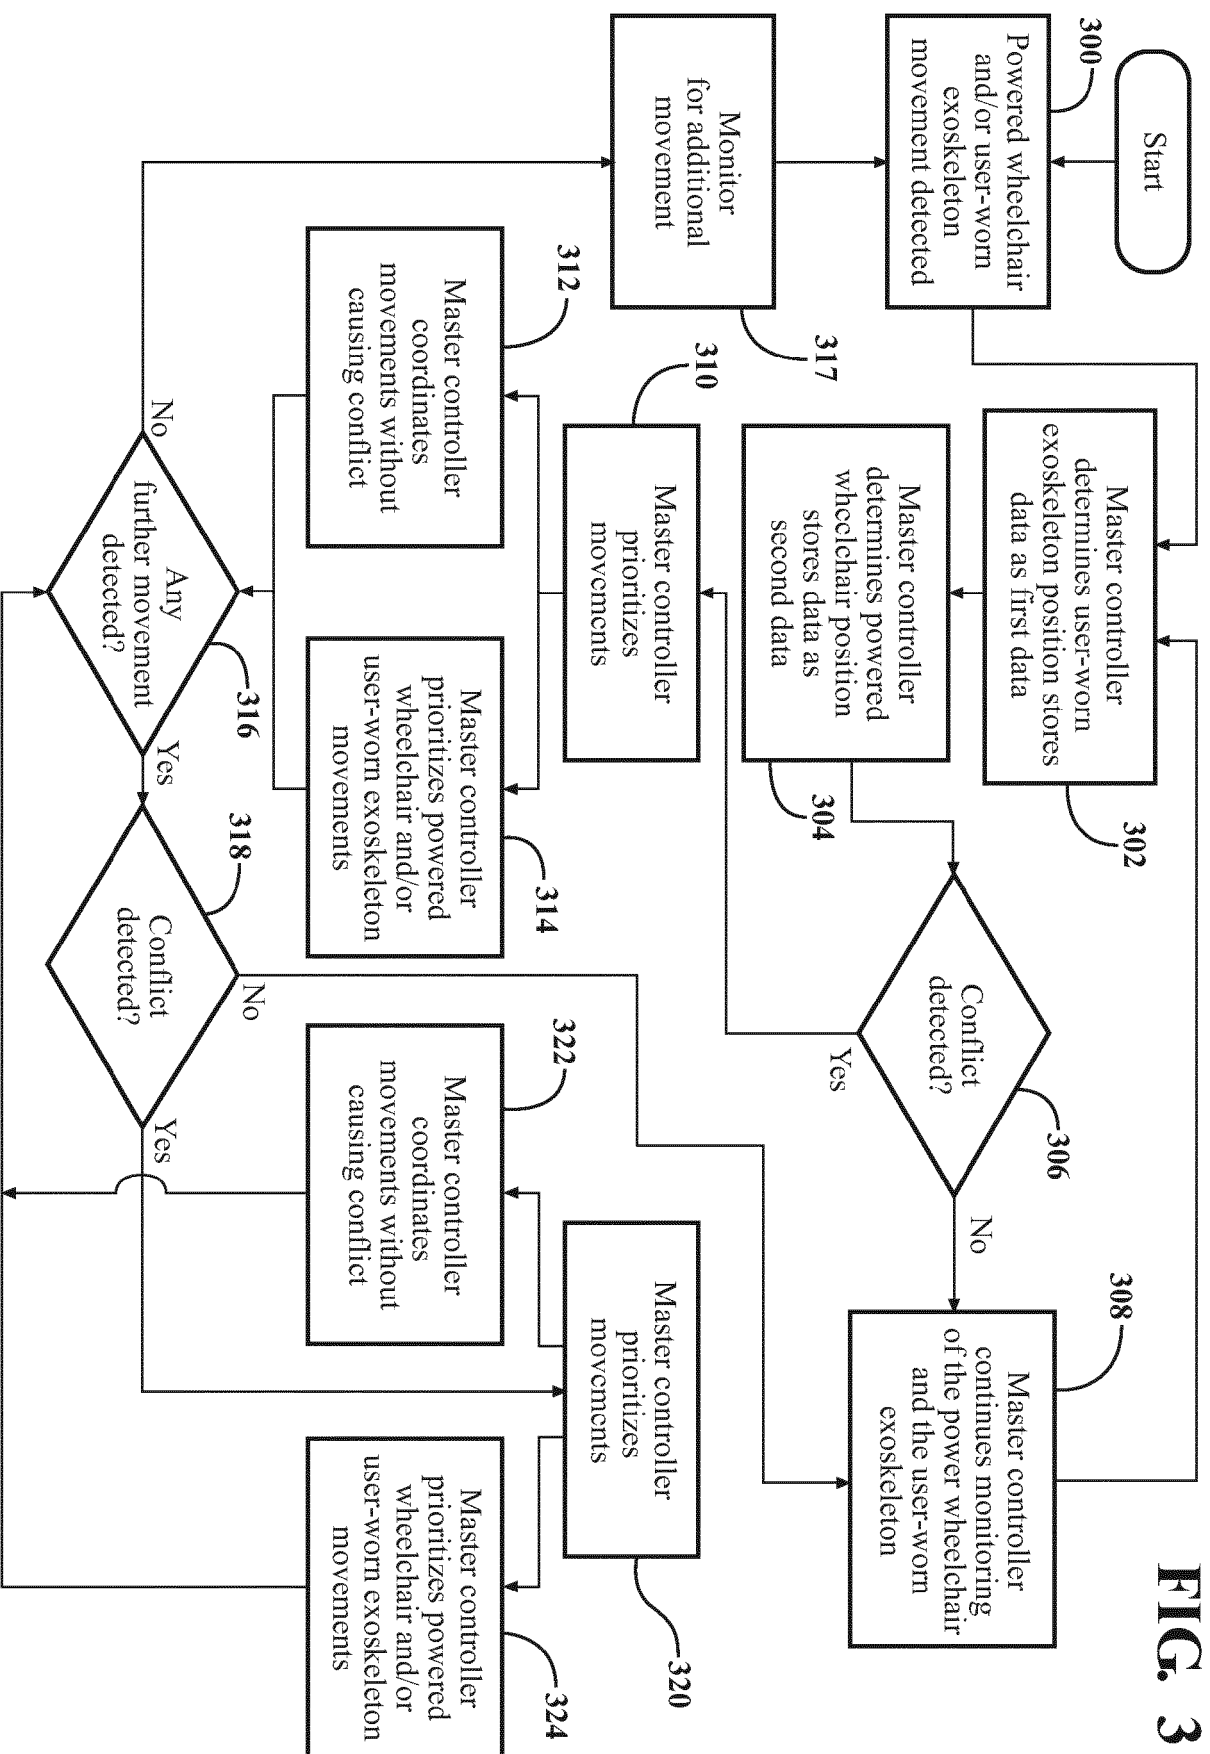 FIG. 3
Start
300
Powered wheelchair
and/or user-worn
exoskeleton
movement detected
302
Master controller
determines user-worn
exoskeleton position stores
data as first data
304
Master controller
determines powered
wheelchair position
stores data as
second data
306
Conflict
detected?
No
Yes
308
Master controller
continues monitoring
of the power wheelchair
and the user-worn
exoskeleton
317
Monitor
for additional
movement
310
Master controller
prioritizes
movements
312
Master controller
coordinates
movements without
causing conflict
314
Master controller
prioritizes powered
wheelchair and/or
user-worn exoskeleton
movements
316
Any
further movement
detected?
No
Yes
318
Conflict
detected?
No
Yes
320
Master controller
prioritizes
movements
322
Master controller
coordinates
movements without
causing conflict
324
Master controller
prioritizes powered
wheelchair and/or
user-worn exoskeleton
movements